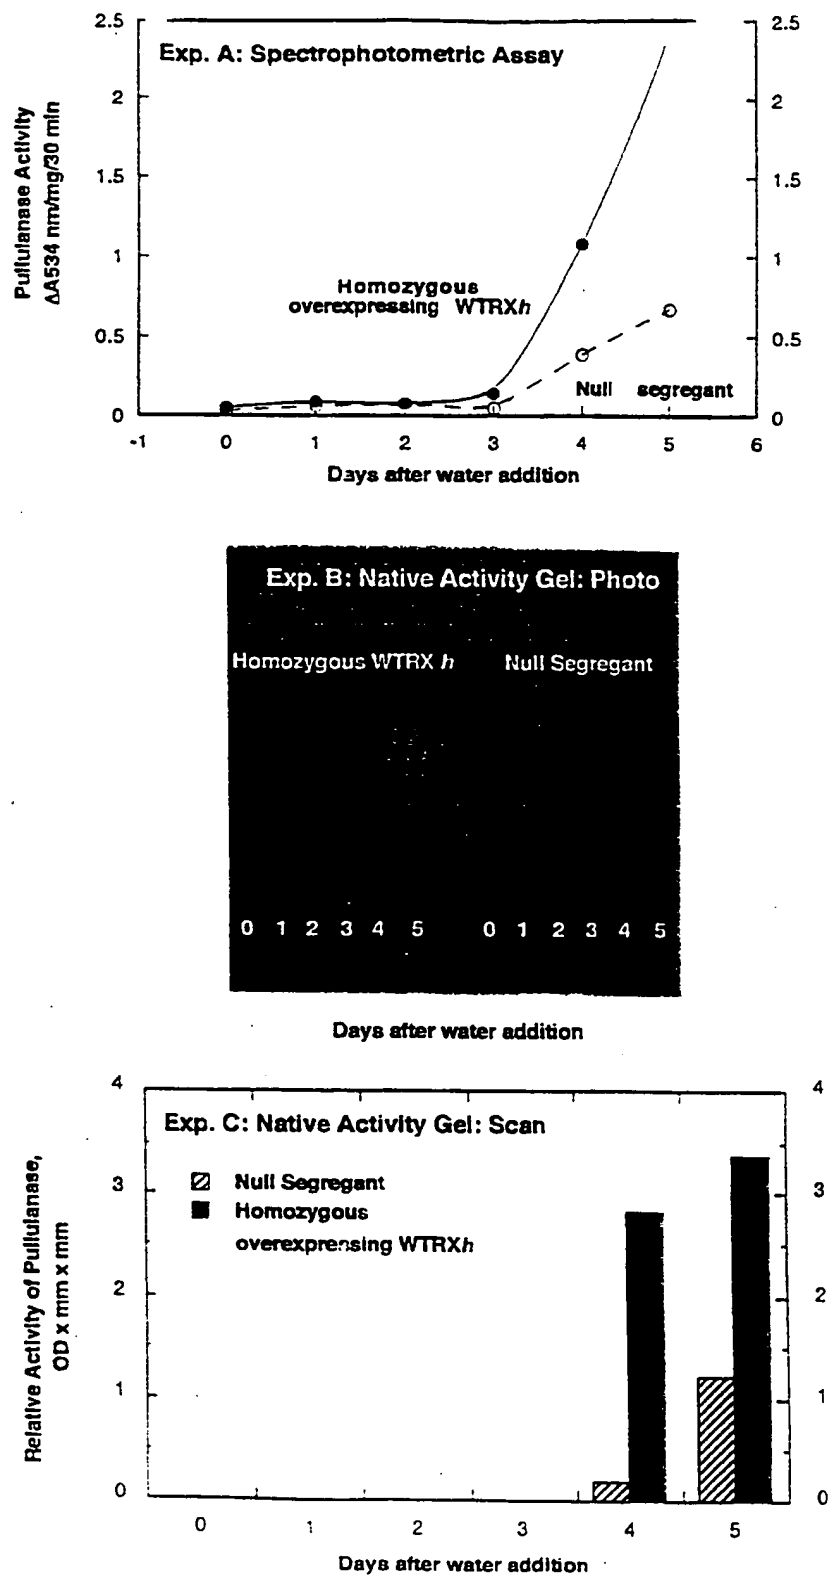 Exp. A: Spectrophotometric Assay
Pullulanase Activity
ΔA534 nm/mg/30 min
2.5
2
1.5
1
0.5
0
2.5
2
1.5
1
0.5
0
Homozygous
overexpressing WTRXh
Null segregant
-1 0 1 2 3 4 5 6
Days after water addition
Exp. B: Native Activity Gel: Photo
Homozygous WTRX h Null Segregant
0 1 2 3 4 5 0 1 2 3 4 5
Days after water addition
Exp. C: Native Activity Gel: Scan
Relative Activity of Pullulanase,
OD x mm x mm
4
3
2
1
0
4
3
2
1
0
Null Segregant
Homozygous
overexpressing WTRXh
0 1 2 3 4 5
Days after water addition